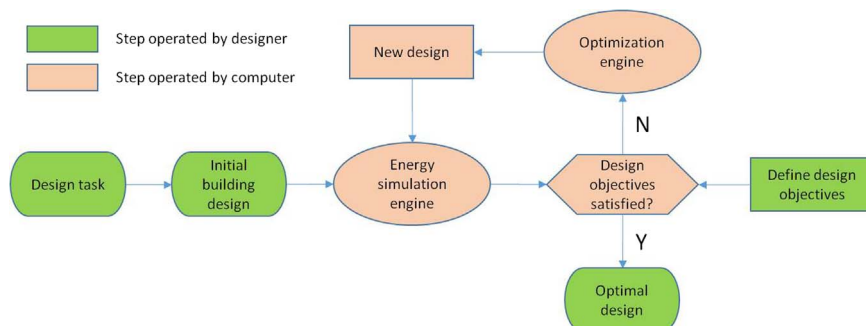 Step operated by designer
Step operated by computer
New design
Optimization
engine
N
Design task
Initial
building
design
Energy
simulation
engine
Design
objectives
satisfied?
Define design
objectives
Y
Optimal
design